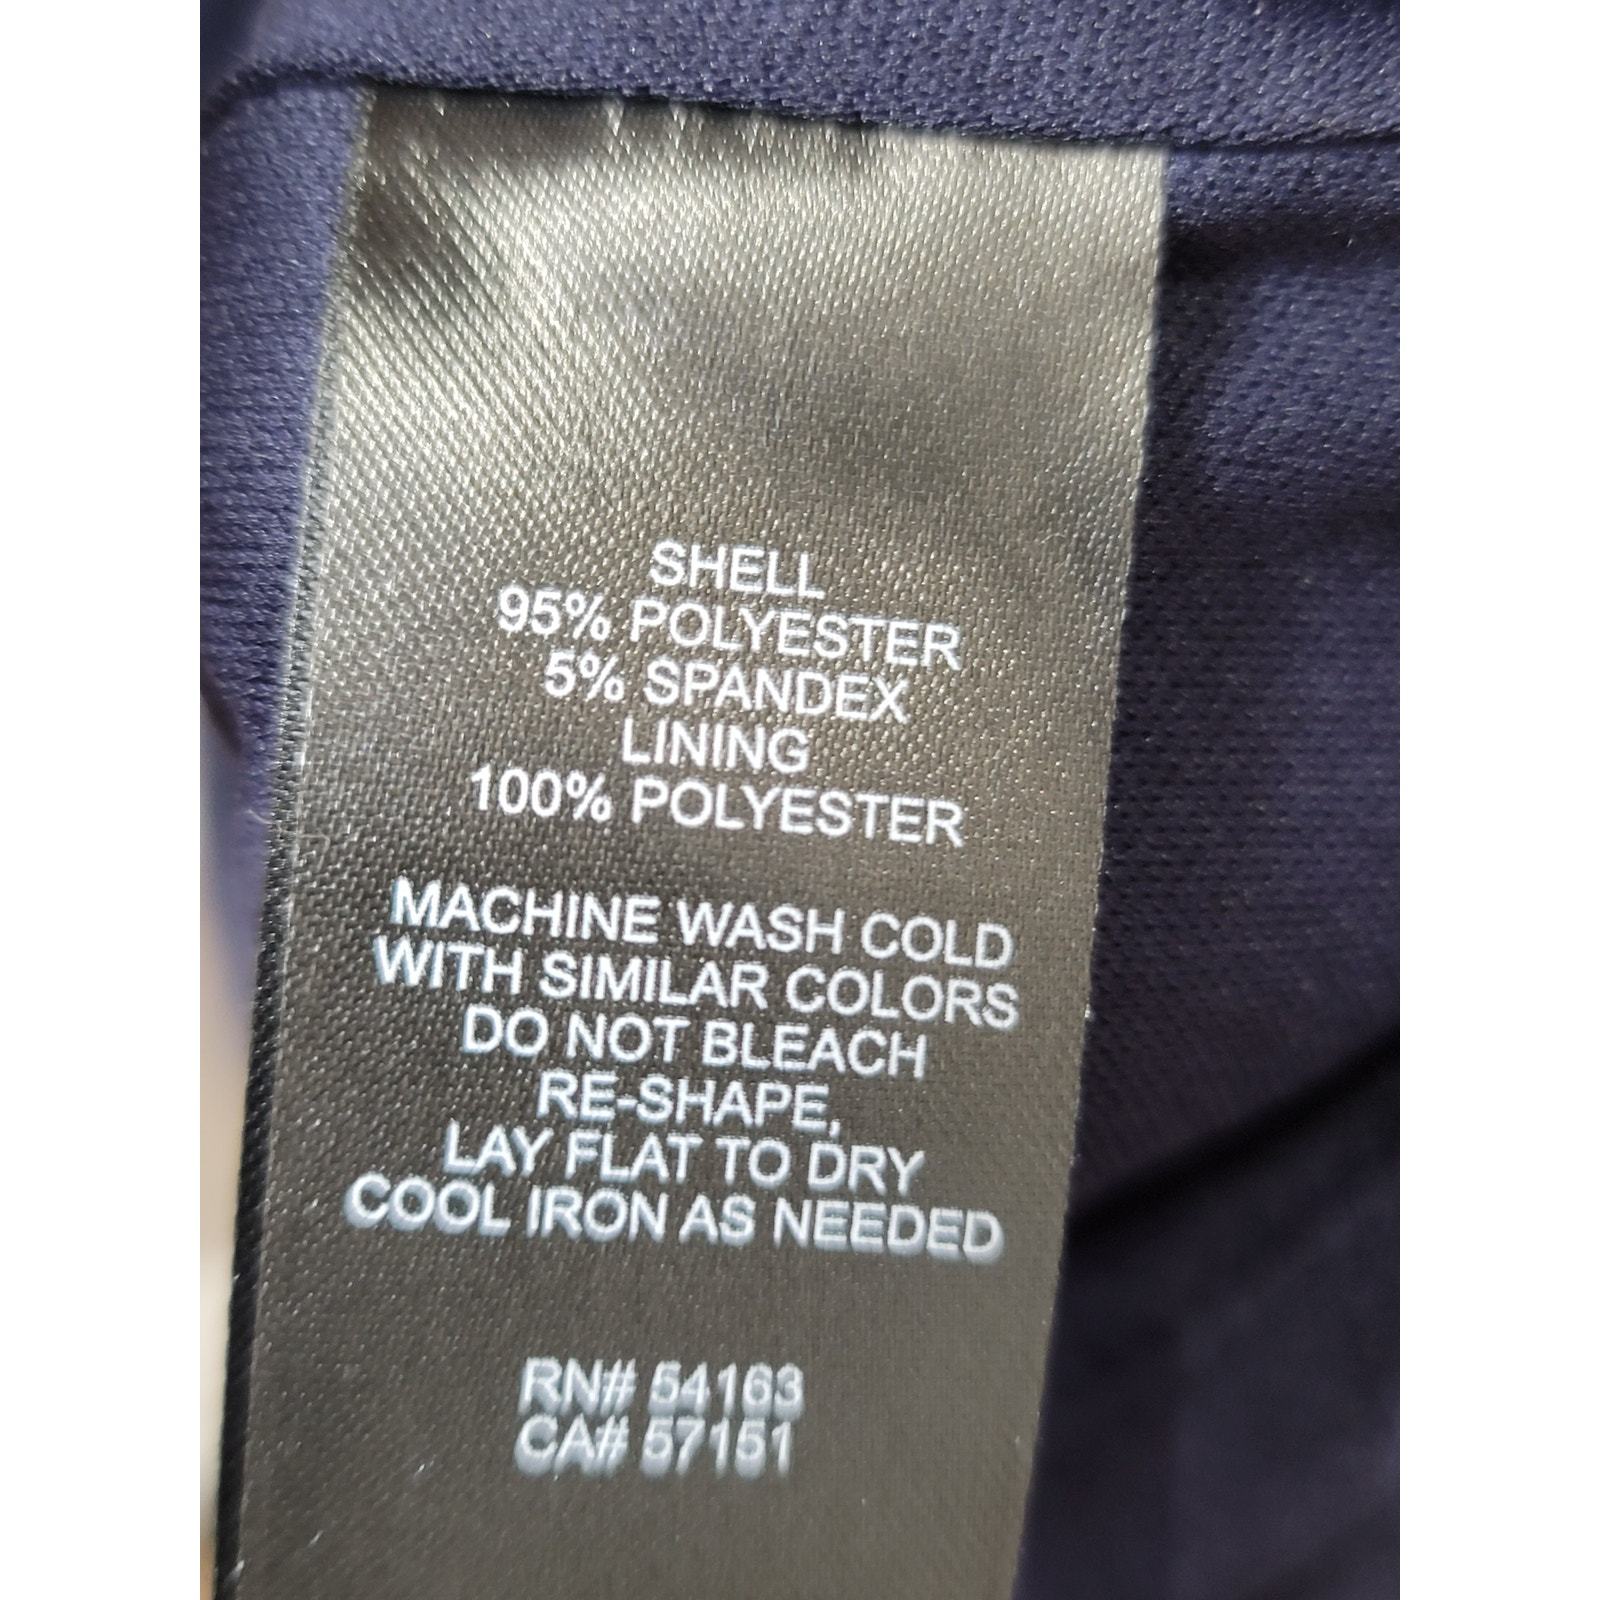 SHELL
95% POLYESTER
5% SPANDEX
LINING
100% POLYESTER
MACHINE WASH COLD
WITH SIMILAR COLORS
DO NOT BLEACH
RE-SHAPE,
LAY FLAT TO DRY
COOL IRON AS NEEDED
RN# 54163
CA# 57151